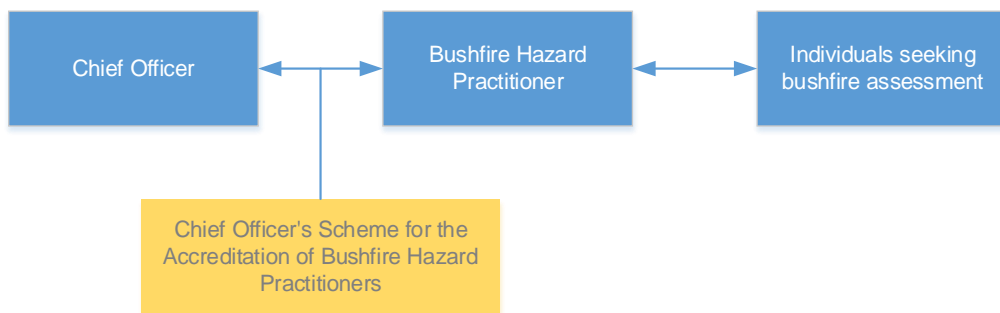 Chief Officer
Bushfire Hazard
Practitioner
Individuals seeking
bushfire assessment
Chief Officer's Scheme for the
Accreditation of Bushfire Hazard
Practitioners